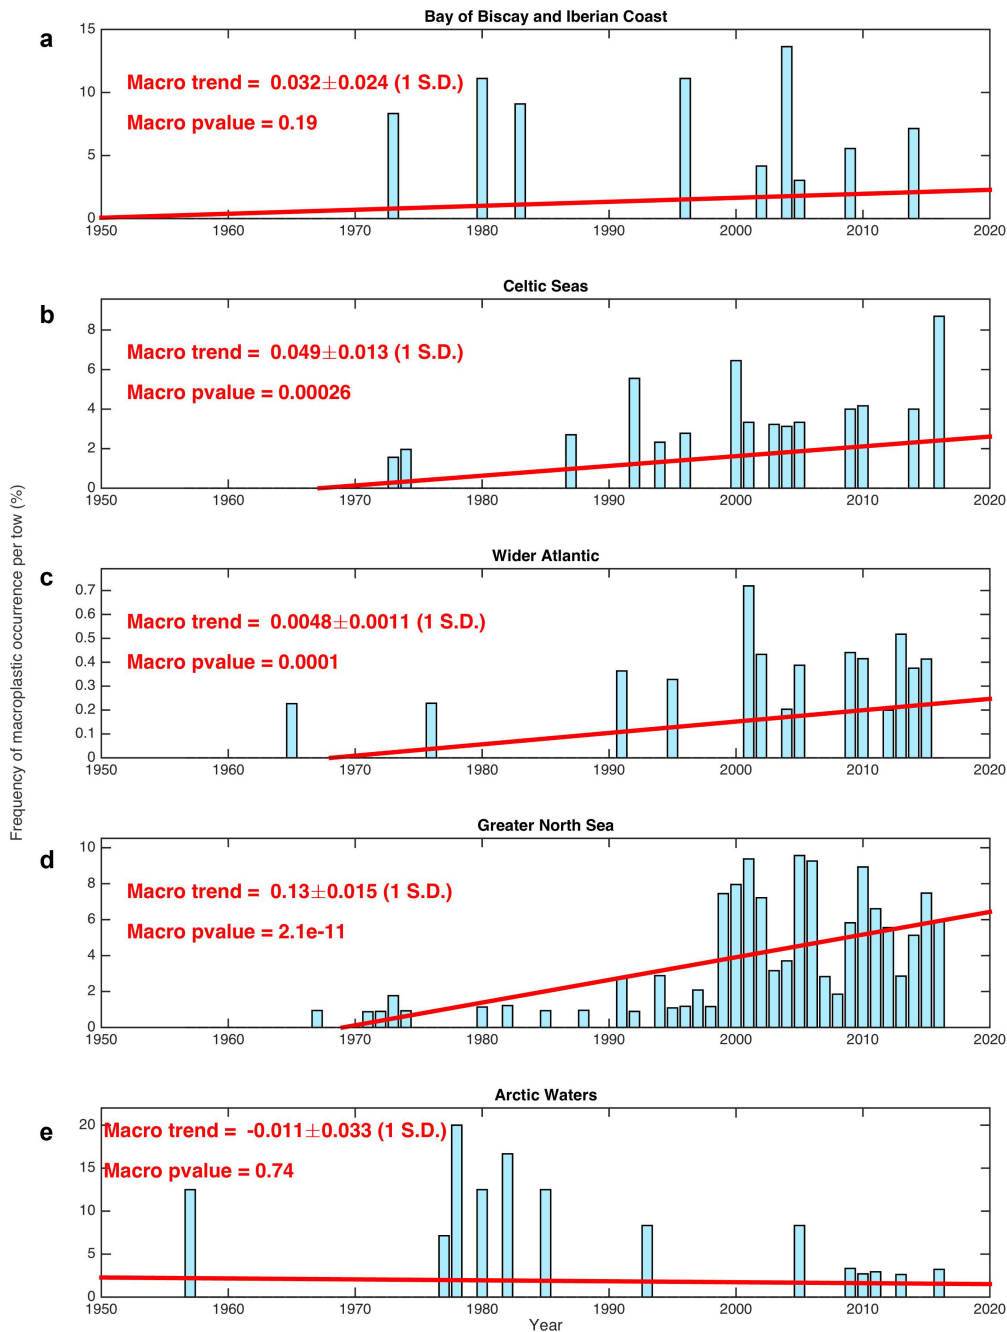 Bay of Biscay and Iberian Coast
a
15
10
5
0
Macro trend = 0.032±0.024 (1 S.D.)
Macro pvalue = 0.19
1950 1960 1970 1980 1990 2000 2010 2020
Celtic Seas
b
8
6
4
2
0
Macro trend = 0.049±0.013 (1 S.D.)
Macro pvalue = 0.00026
1950 1960 1970 1980 1990 2000 2010 2020
Frequency of macroplastic occurrence per tow (%)
Wider Atlantic
c
0.7
0.6
0.5
0.4
0.3
0.2
0.1
0
Macro trend = 0.0048±0.0011 (1 S.D.)
Macro pvalue = 0.0001
1950 1960 1970 1980 1990 2000 2010 2020
Greater North Sea
d
10
8
6
4
2
0
Macro trend = 0.13±0.015 (1 S.D.)
Macro pvalue = 2.1e-11
1950 1960 1970 1980 1990 2000 2010 2020
Arctic Waters
e
20
15
10
5
0
Macro trend = -0.011±0.033 (1 S.D.)
Macro pvalue = 0.74
1950 1960 1970 1980 1990 2000 2010 2020
Year